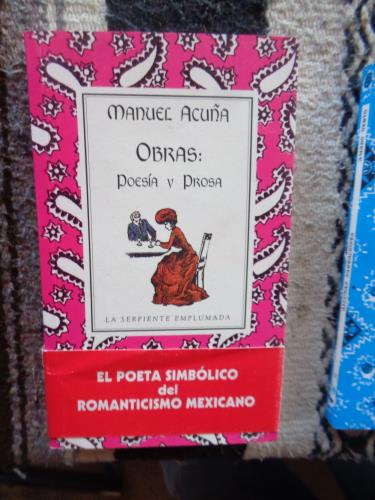 MANUEL ACUÑA
OBRAS:
POESÍA Y PROSA
LA SERPIENTE EMPLUMADA
EL POETA SIMBÓLICO
del
ROMANTICISMO MEXICANO